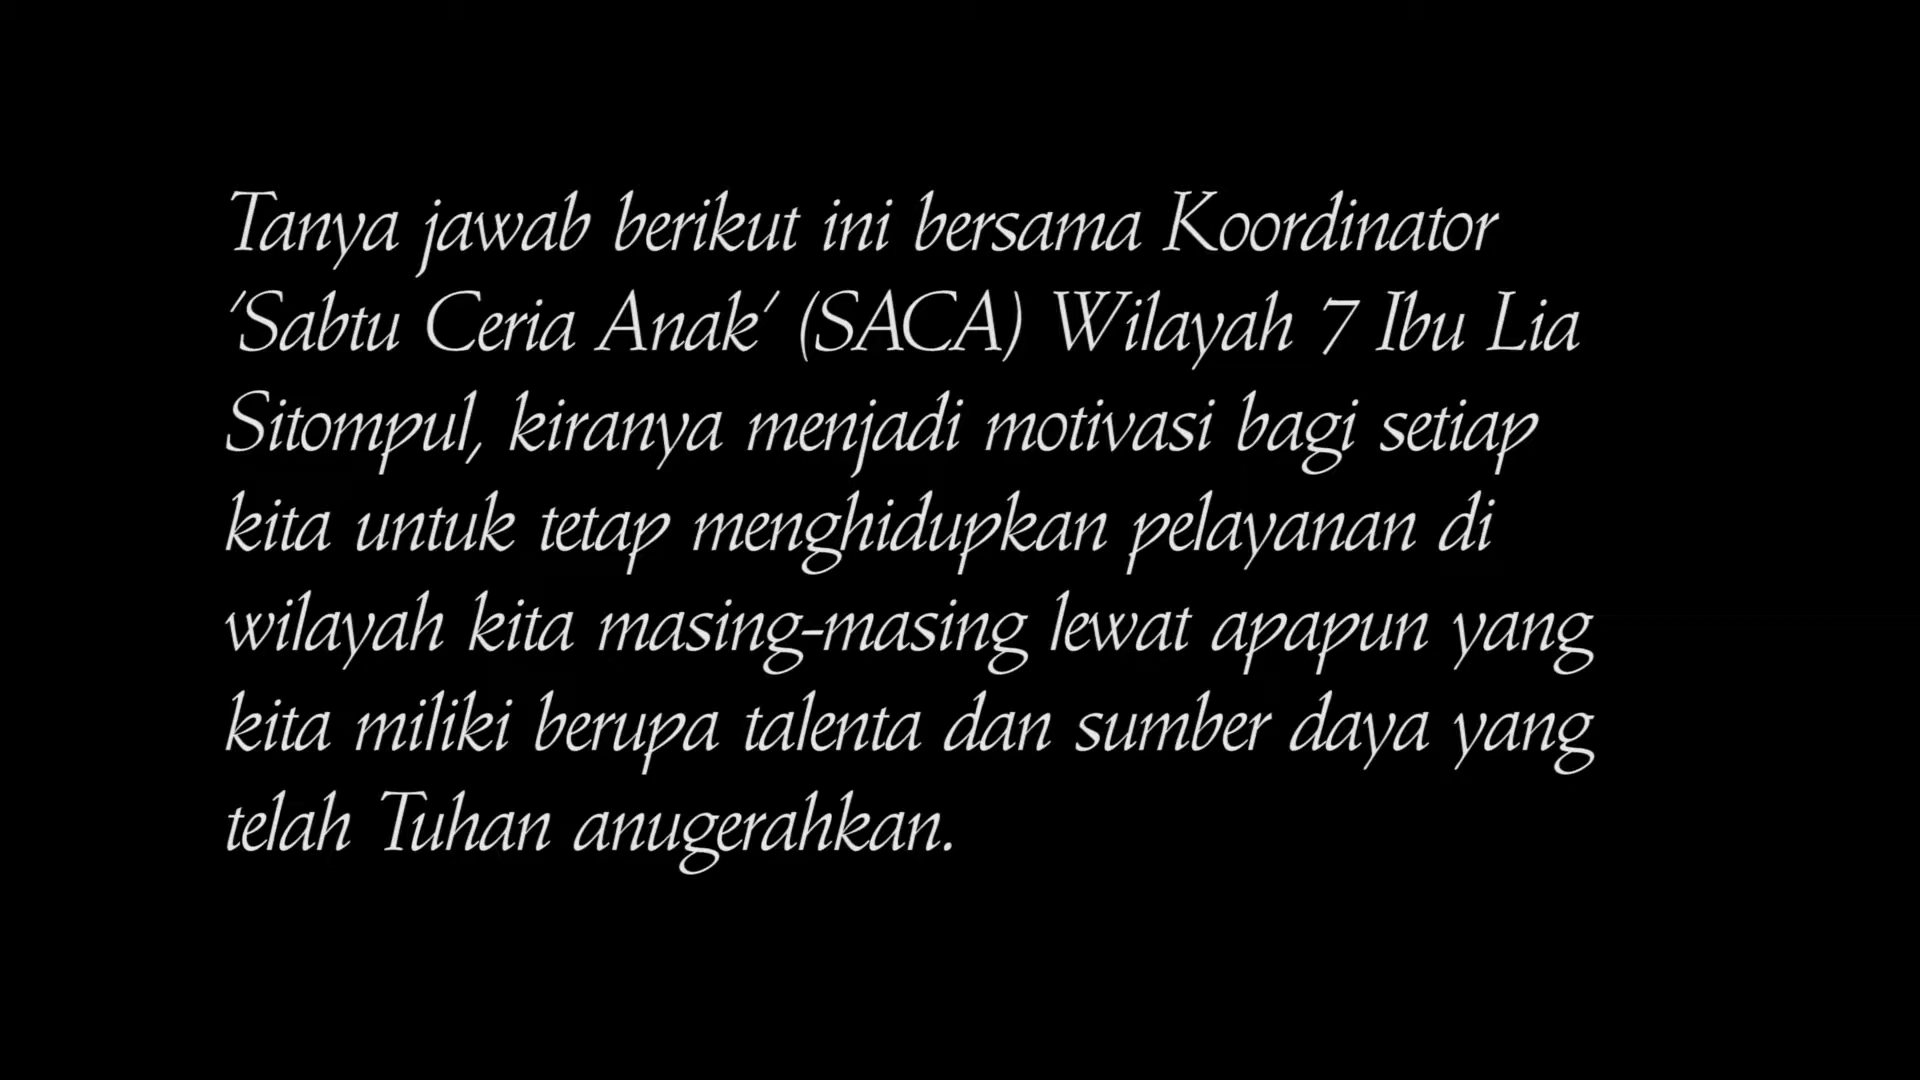 Tanya jawab berikut ini bersama Koordinator
'Sabtu Ceria Anak' (SACA) Wilayah 7 Ibu Lia
Sitompul, kiranya menjadi motivasi bagi setiap
kita untuk tetap menghidupkan pelayanan di
wilayah kita masing-masing lewat apapun yang
kita miliki berupa talenta dan sumber daya yang
telah Tuhan anugerahkan.